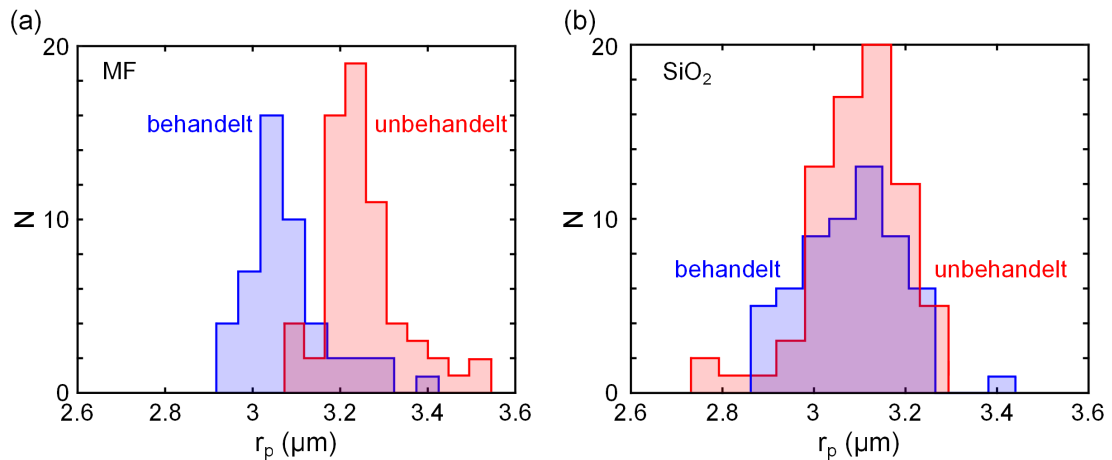 (a)
(b)
20
MF
behandelt
unbehandelt
N
10
0
2.6
2.8
3
3.2
3.4
3.6
r_p (µm)
20
SiO₂
N
10
behandelt
unbehandelt
0
2.6
2.8
3
3.2
3.4
3.6
r_p (µm)